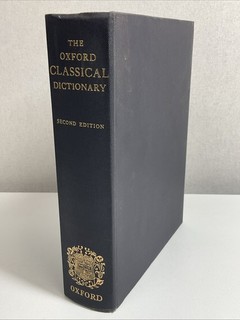 THE
OXFORD
CLASSICAL
DICTIONARY
SECOND EDITION
OXFORD